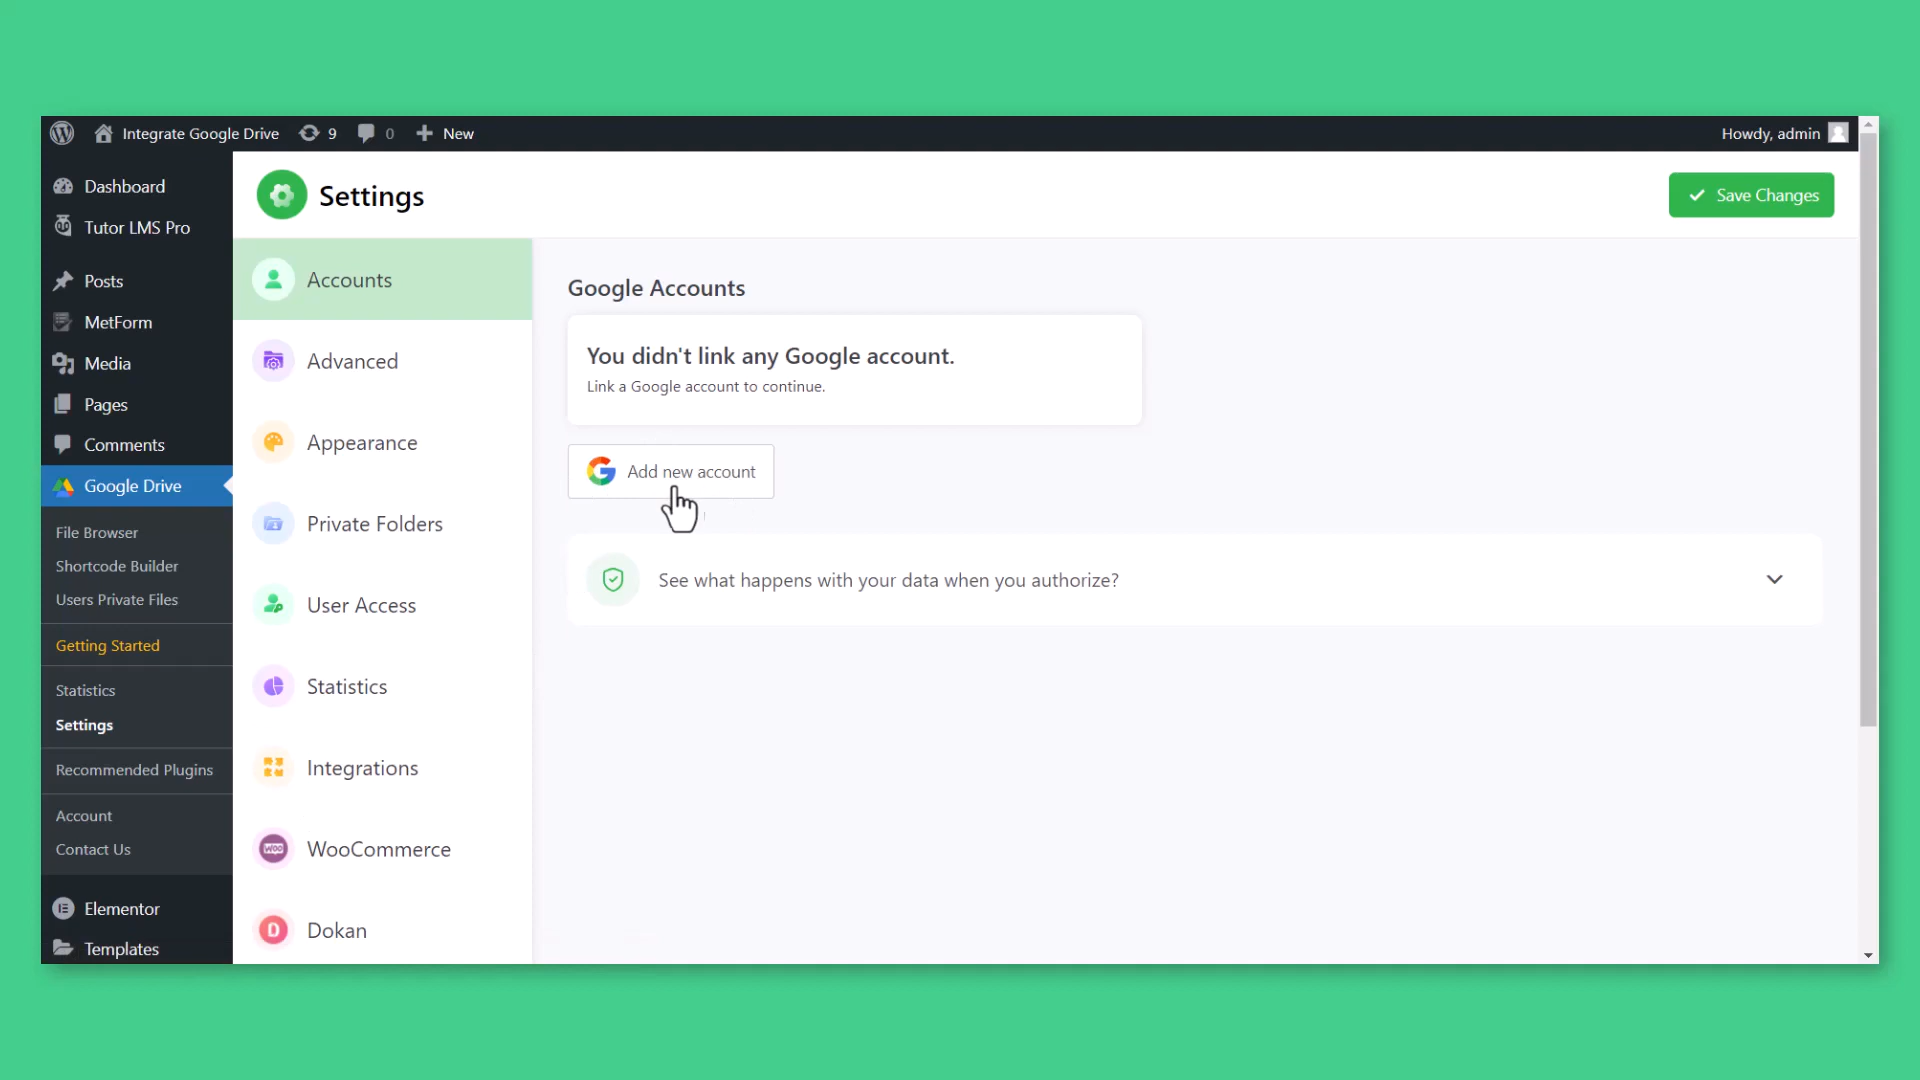 Integrate Google Drive 9 0 New Howdy, admin
Dashboard
Tutor LMS Pro
Posts
MetForm
Media
Pages
Comments
Google Drive
File Browser
Shortcode Builder
Users Private Files
Getting Started
Statistics
Settings
Recommended Plugins
Account
Contact Us
Elementor
Templates
Settings
Save Changes
Accounts
Advanced
Appearance
Private Folders
User Access
Statistics
Integrations
Woo WooCommerce
D Dokan
Google Accounts
You didn't link any Google account.
Link a Google account to continue.
Add new account
See what happens with your data when you authorize?